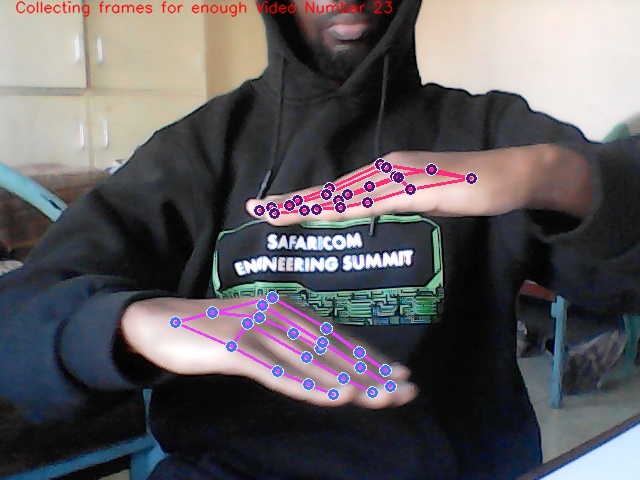 Collecting frames for enough Video Number 23
SAFARICOM
ENGINEERING SUMMIT